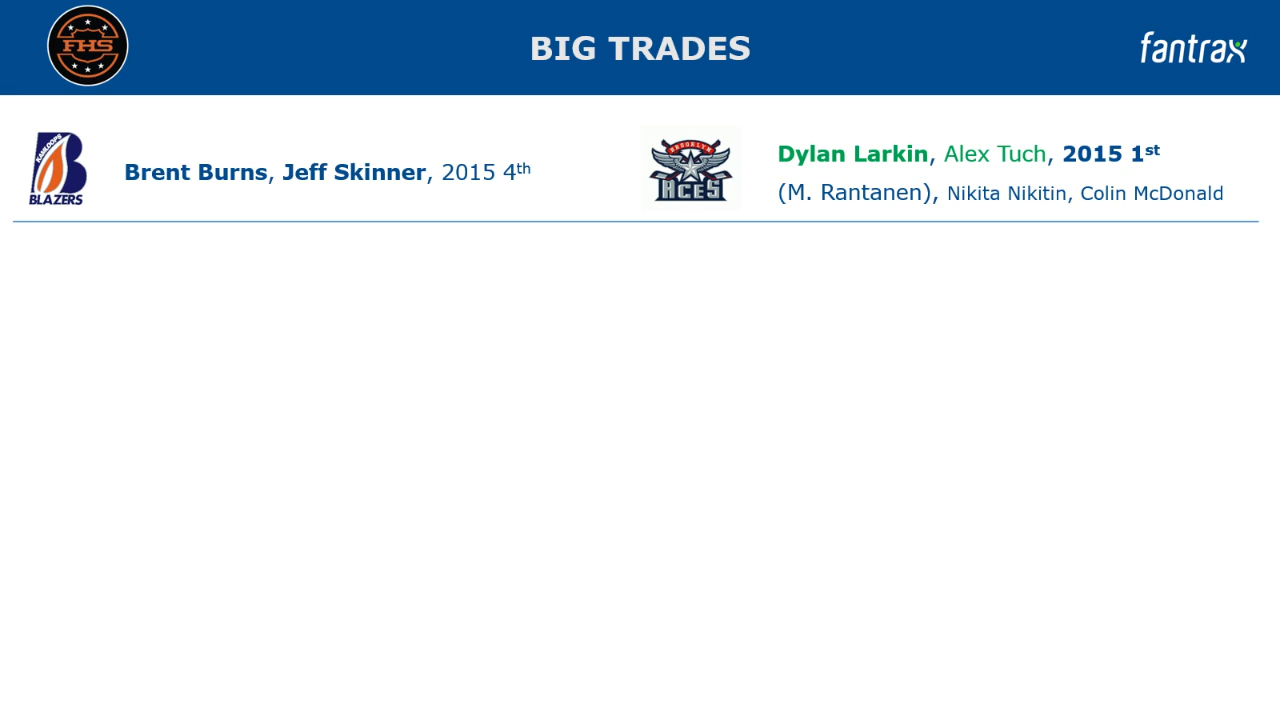 FHS
BIG TRADES
fantrax
KAMLOOPS
BLAZERS
Brent Burns, Jeff Skinner, 2015 4th
BROOKLYN
ACES
Dylan Larkin, Alex Tuch, 2015 1st
(M. Rantanen), Nikita Nikitin, Colin McDonald